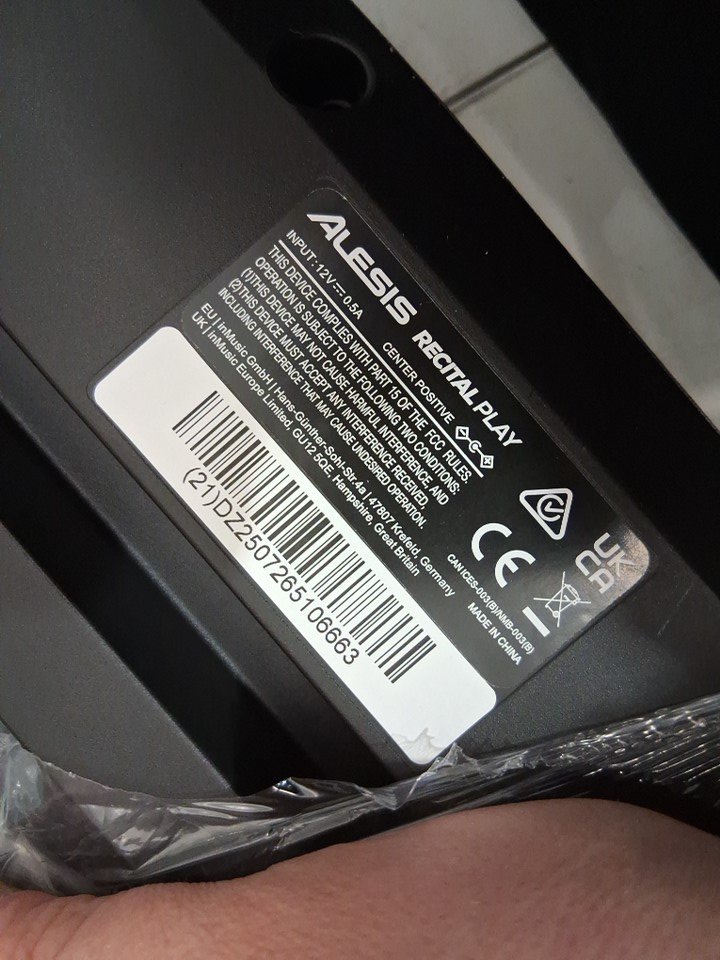 ALESIS RECITAL PLAY
INPUT : 12V⎓0.5A CENTER POSITIVE
THIS DEVICE COMPLIES WITH PART 15 OF THE FCC RULES.
OPERATION IS SUBJECT TO THE FOLLOWING TWO CONDITIONS:
(1)THIS DEVICE MAY NOT CAUSE HARMFUL INTERFERENCE, AND
(2)THIS DEVICE MUST ACCEPT ANY INTERFERENCE RECEIVED,
INCLUDING INTERFERENCE THAT MAY CAUSE UNDESIRED OPERATION.
EU | inMusic GmbH | Hans-Günther-Sohl-Str.4a | 47807 Krefeld, Germany
UK | inMusic Europe Limited. GU12 5QE. Hampshire, Great Britain
CE
UK
CA
CAN ICES-003(B)/NMB-003(B)
MADE IN CHINA
(21)DZ2507265106663